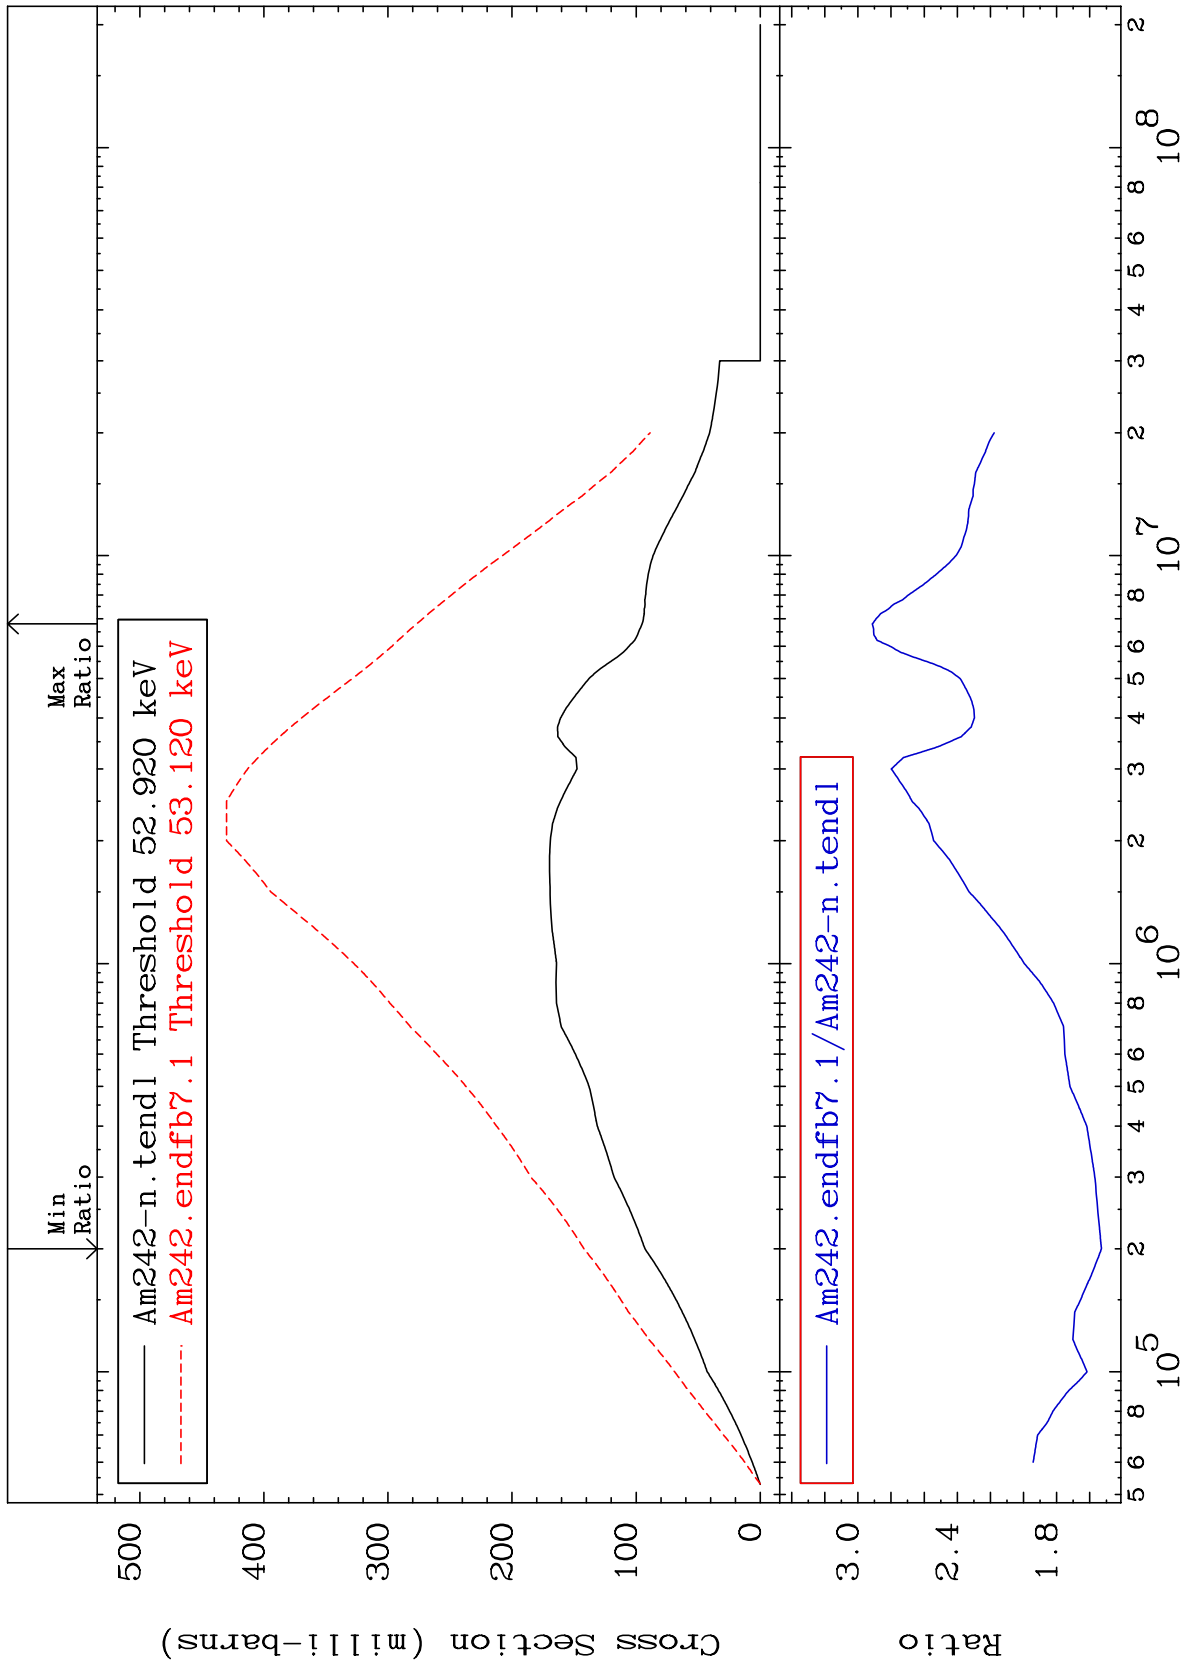 Min
Ratio
Max
Ratio
Am242-n.tendl Threshold 52.920 keV
Am242.endfb7.1 Threshold 53.120 keV
Cross Section (milli-barns)
500
400
300
200
100
0
Am242.endfb7.1/Am242-n.tendl
Ratio
3.0
2.4
1.8
5 6 8 10^5 2 3 4 5 6 8 10^6 2 3 4 5 6 8 10^7 2 3 4 5 6 8 10^8 2